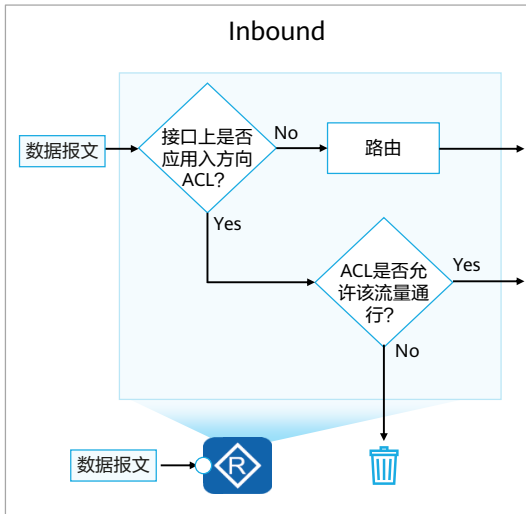 Inbound
数据报文
接口上是否
应用入方向
ACL?
No
路由
Yes
ACL是否允
许该流量通
行?
Yes
No
数据报文
R